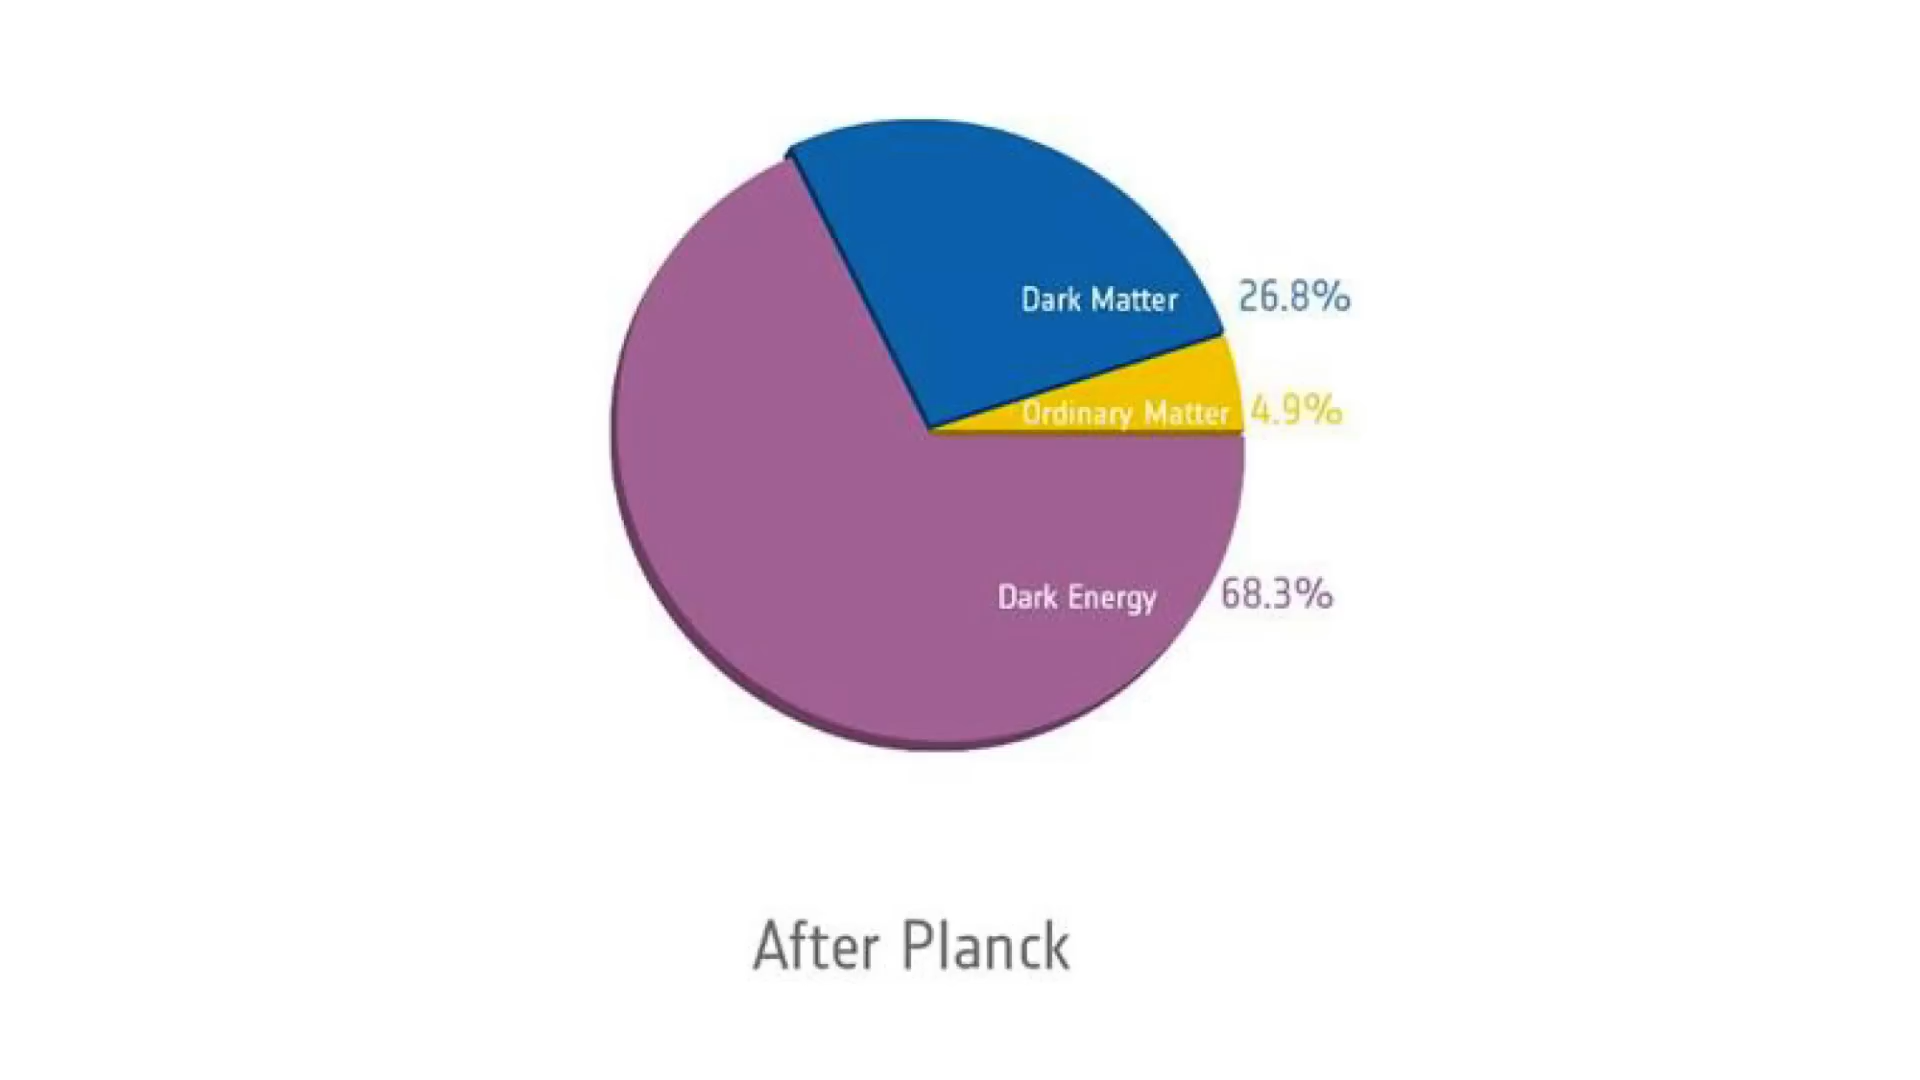 Dark Matter 26.8%
Ordinary Matter 4.9%
Dark Energy 68.3%
After Planck